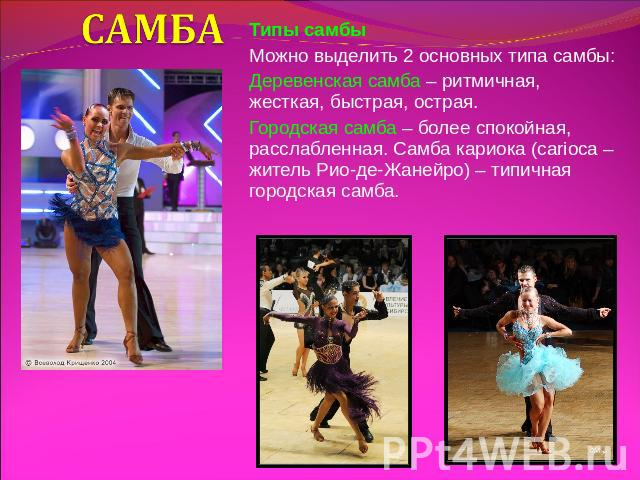 САМБА
Типы самбы
Можно выделить 2 основных типа самбы:
Деревенская самба – ритмичная,
жесткая, быстрая, острая.
Городская самба – более спокойная,
расслабленная. Самба кариока (carioca –
житель Рио-де-Жанейро) – типичная
городская самба.
© Всеволод Крищенко 2004
PPt4WEB.ru